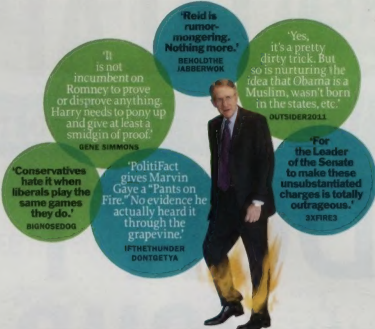 'Reid is
rumor-
mongering.
Nothing more.'
BEHOLDTHE
JABBERWOK
'Yes,
it's a pretty
dirty trick. But
so is nurturing the
idea that Obama is a
Muslim, wasn't born
in the states, etc.'
OUTSIDER2011
'It
is not
incumbent on
Romney to prove
or disprove anything.
Harry needs to pony up
and give at least a
smidgin of proof.'
GENE SIMMONS
'For
the Leader
of the Senate
to make these
unsubstantiated
charges is totally
outrageous.'
3XFIRE3
'Conservatives
hate it when
liberals play the
same games
they do.'
BIGNOSEDOG
'PolitiFact
gives Marvin
Gaye a "Pants on
Fire." No evidence he
actually heard it
through the
grapevine.'
IFTHETHUNDER
DONTGETYA